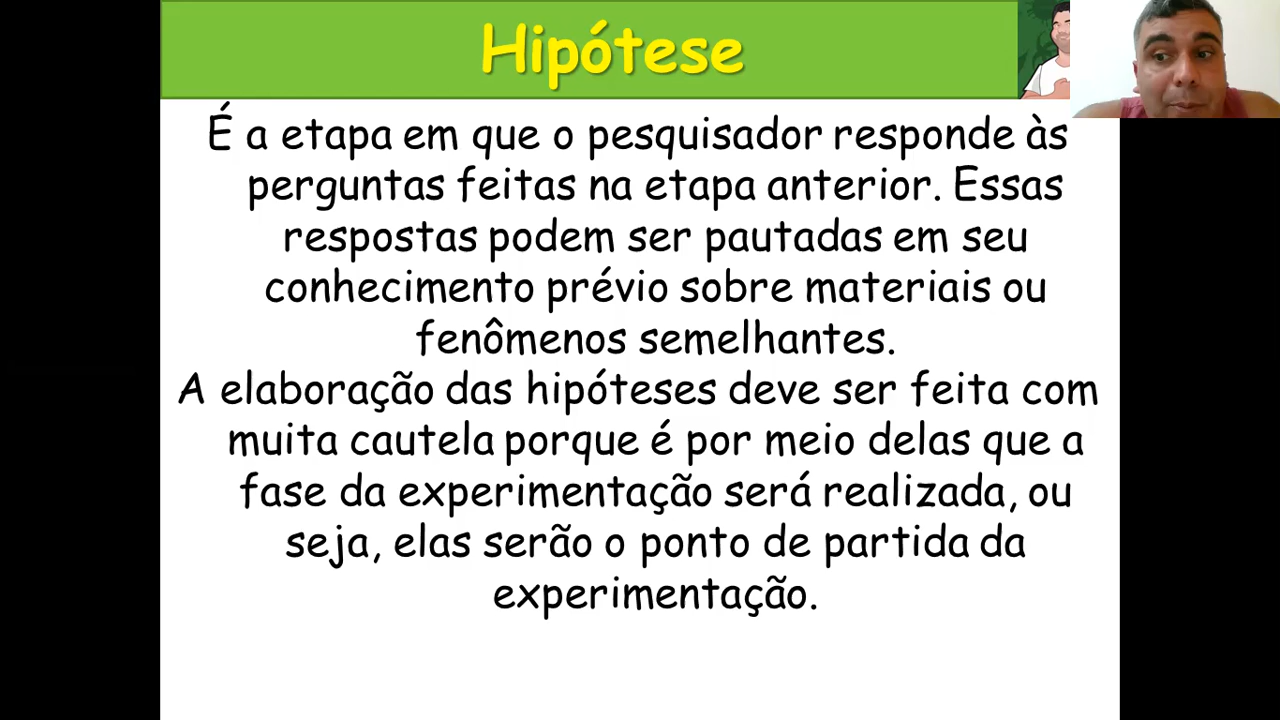 Hipótese
É a etapa em que o pesquisador responde às
perguntas feitas na etapa anterior. Essas
respostas podem ser pautadas em seu
conhecimento prévio sobre materiais ou
fenômenos semelhantes.
A elaboração das hipóteses deve ser feita com
muita cautela porque é por meio delas que a
fase da experimentação será realizada, ou
seja, elas serão o ponto de partida da
experimentação.